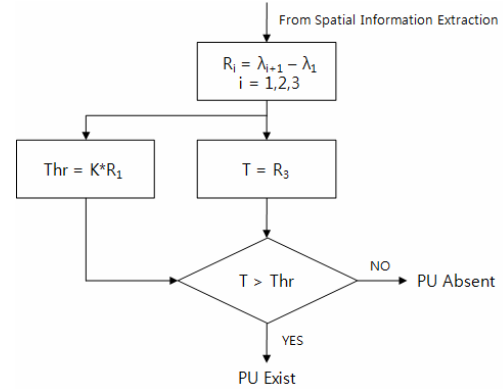 From Spatial Information Extraction
Rᵢ = λᵢ₊₁ − λ₁
i = 1,2,3
Thr = K*R₁
T = R₃
T > Thr
NO
PU Absent
YES
PU Exist